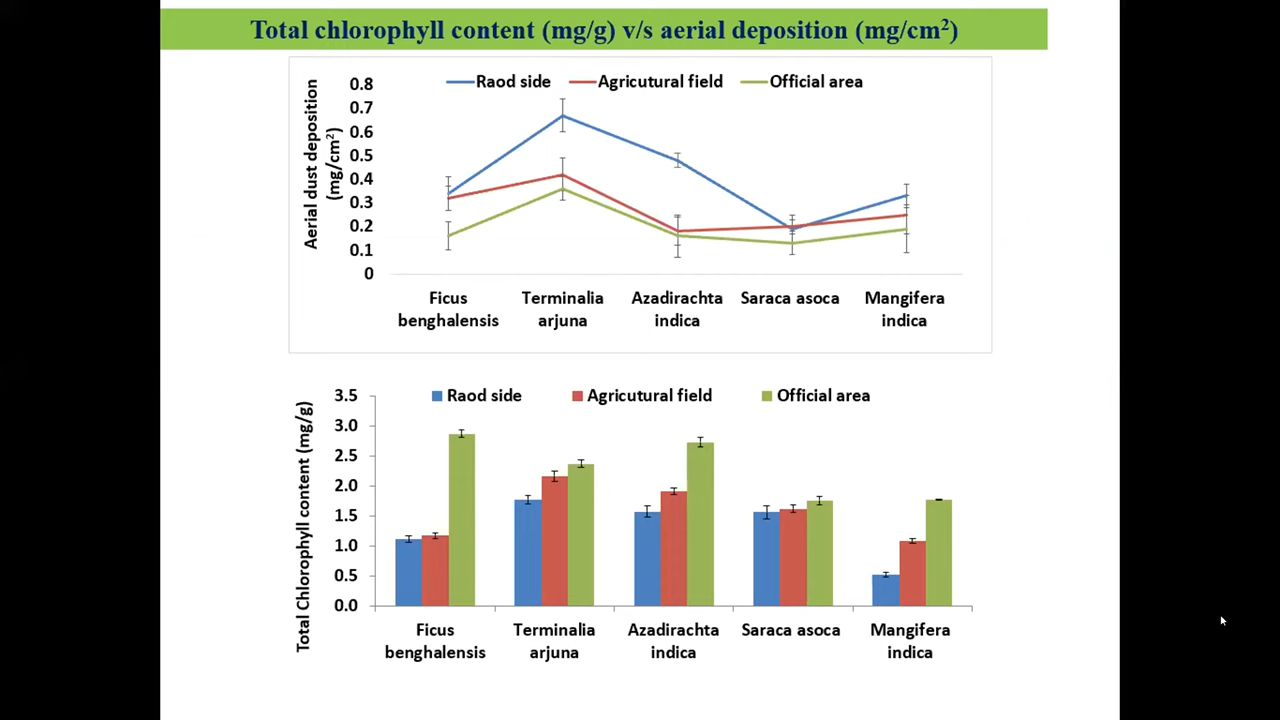 Total chlorophyll content (mg/g) v/s aerial deposition (mg/cm²)
Raod side Agricutural field Official area
Aerial dust deposition
(mg/cm²)
0.8
0.7
0.6
0.5
0.4
0.3
0.2
0.1
0
Ficus benghalensis
Terminalia arjuna
Azadirachta indica
Saraca asoca
Mangifera indica
Raod side Agricutural field Official area
Total Chlorophyll content (mg/g)
3.5
3.0
2.5
2.0
1.5
1.0
0.5
0.0
Ficus benghalensis
Terminalia arjuna
Azadirachta indica
Saraca asoca
Mangifera indica